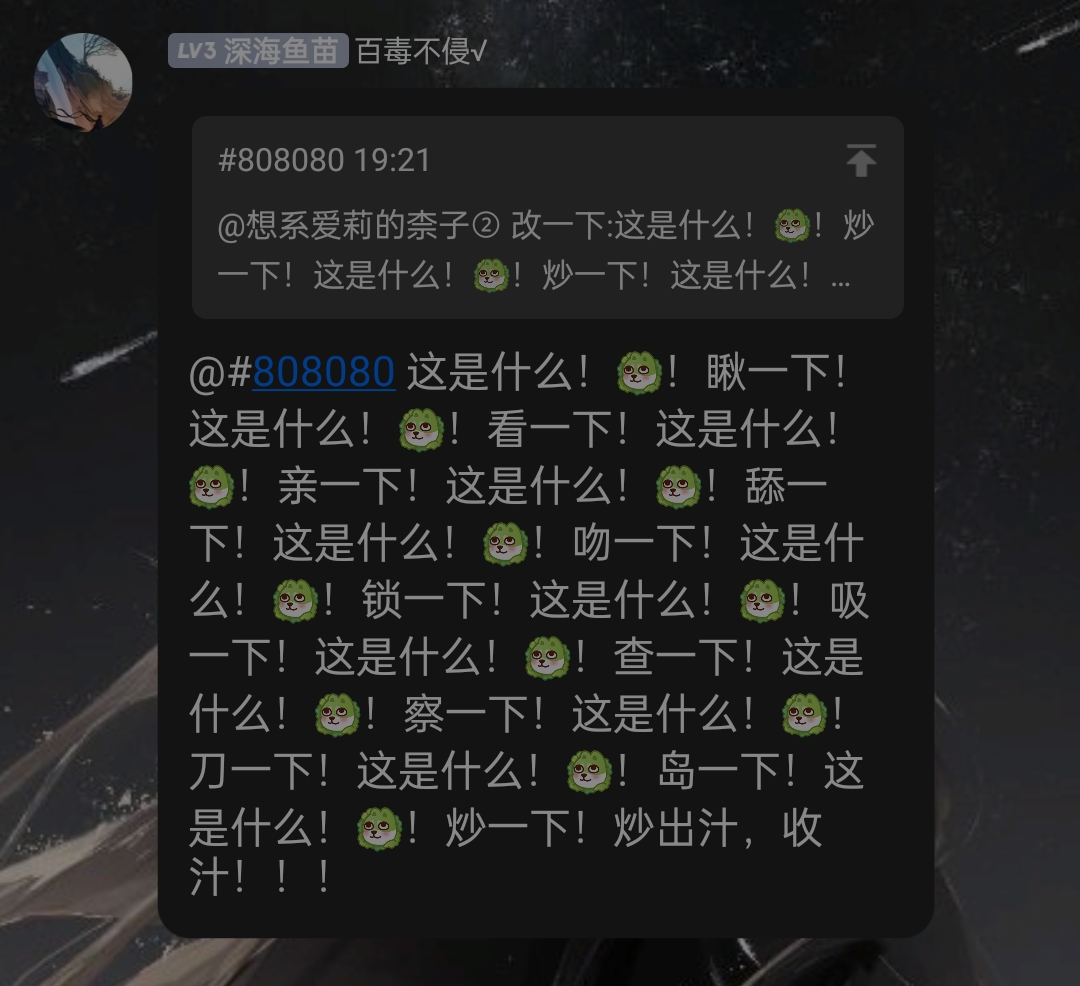 LV3 深海鱼苗 百毒不侵√
#808080 19:21
@想系爱莉的柰子② 改一下:这是什么！！炒
一下！这是什么！！炒一下！这是什么！…
@#808080 这是什么！！瞅一下！
这是什么！！看一下！这是什么！
！亲一下！这是什么！！舔一
下！这是什么！！吻一下！这是什
么！！锁一下！这是什么！！吸
一下！这是什么！！查一下！这是
什么！！察一下！这是什么！！
刀一下！这是什么！！岛一下！这
是什么！！炒一下！炒出汁，收
汁！！！